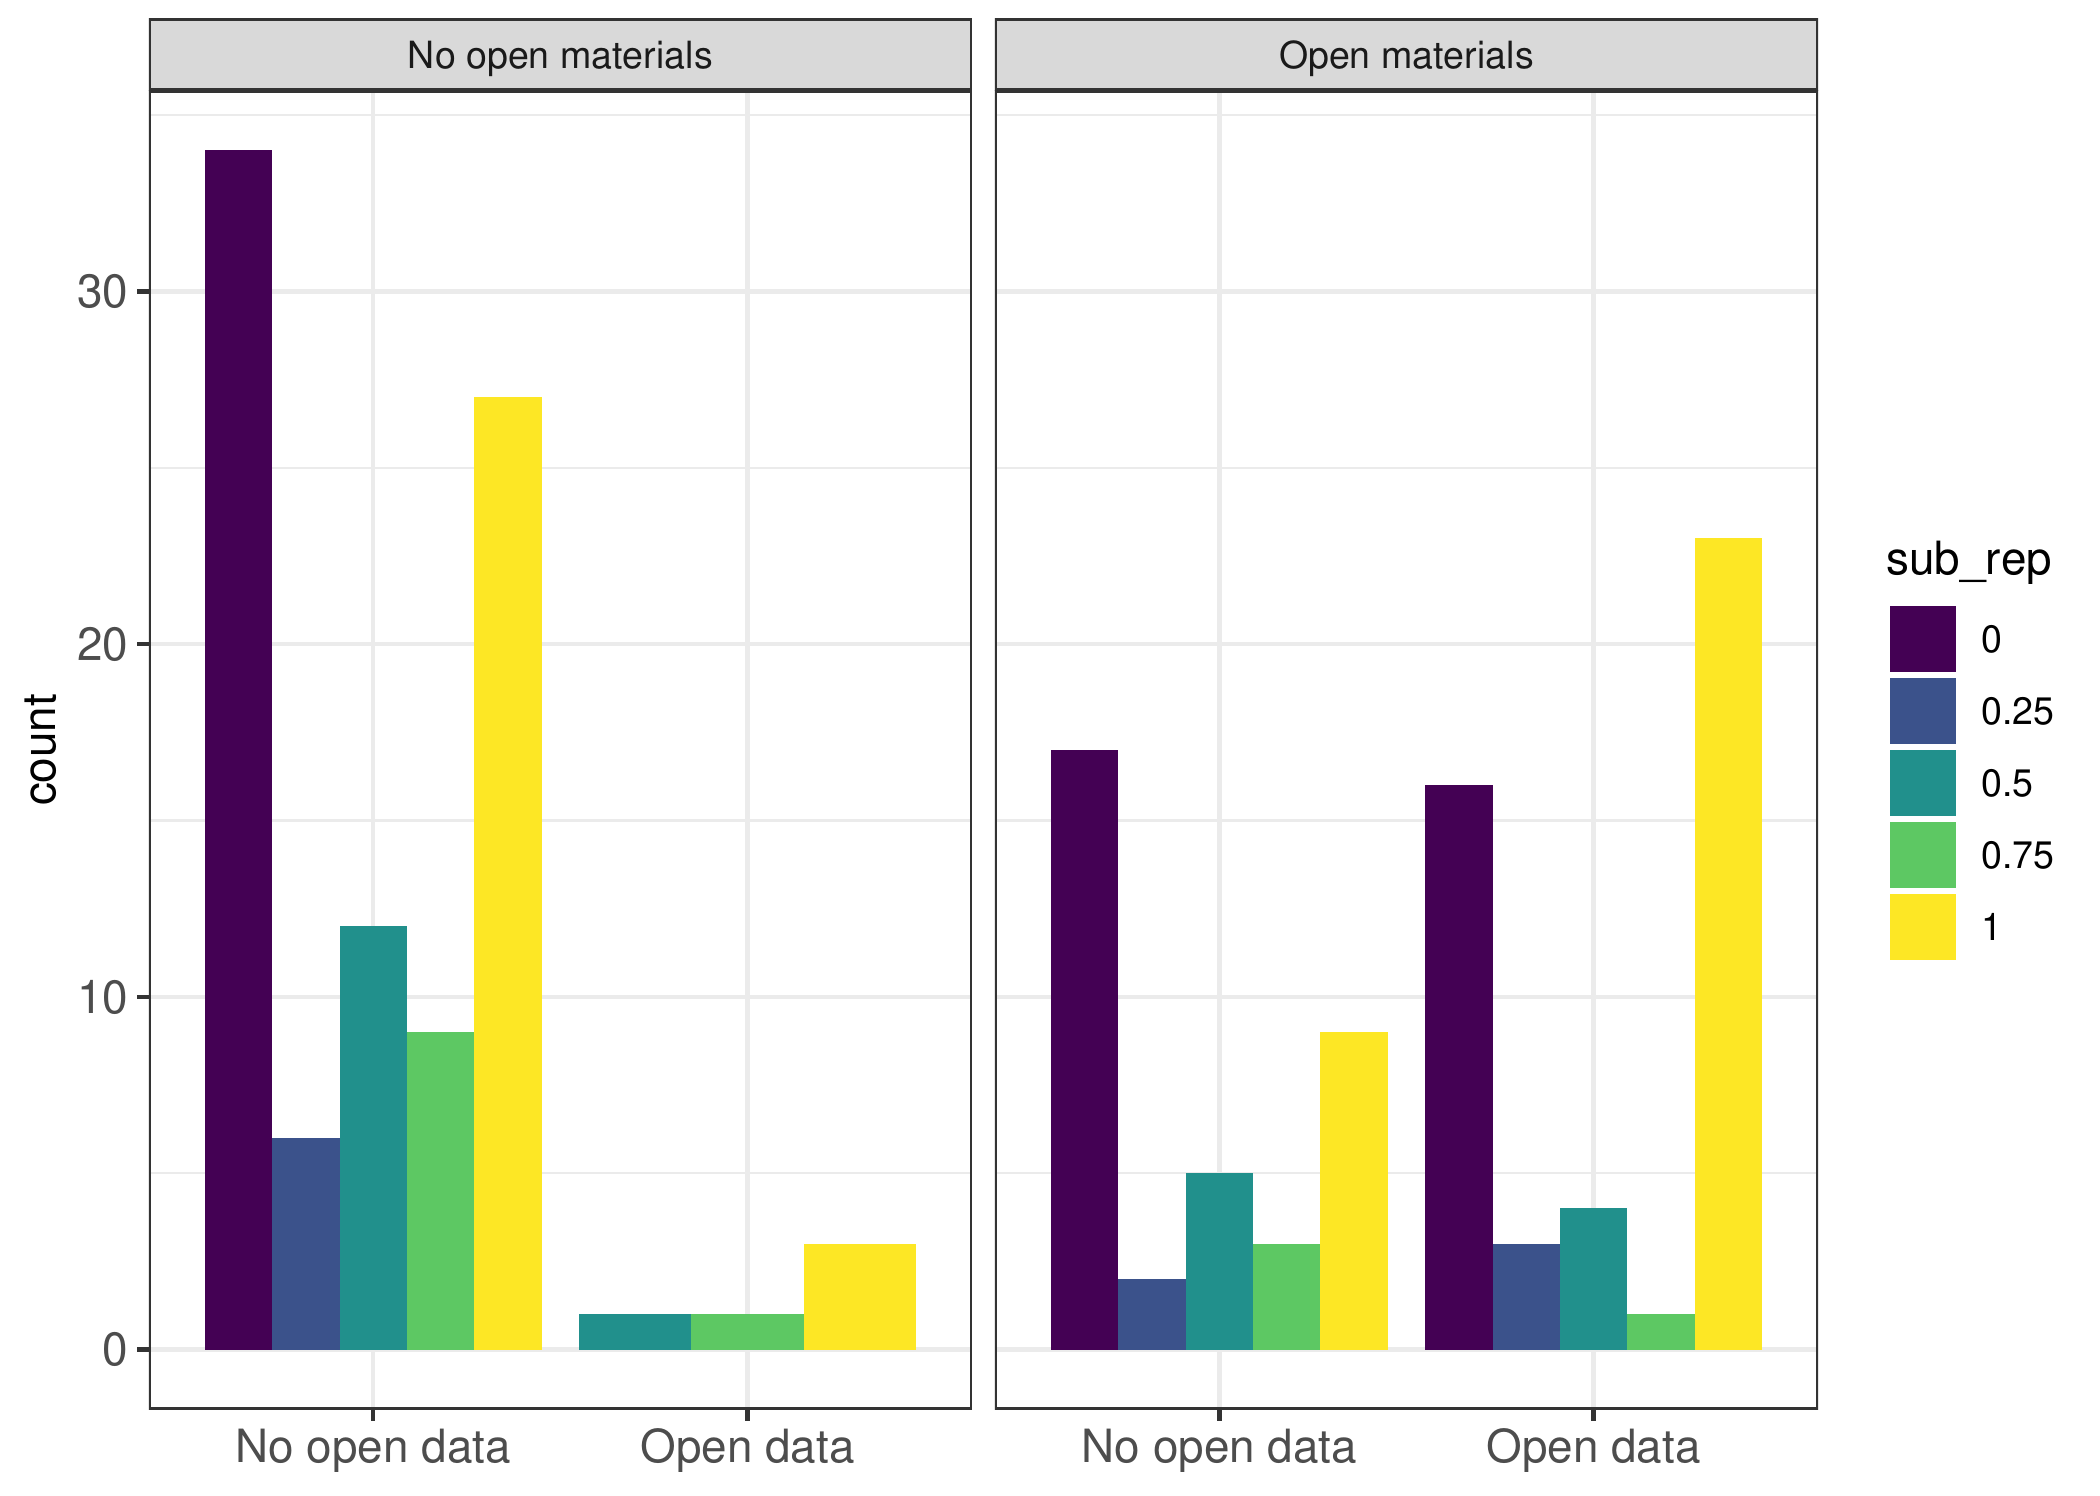 No open materials
Open materials
count
30
20
10
0
No open data
Open data
No open data
Open data
sub_rep
0
0.25
0.5
0.75
1